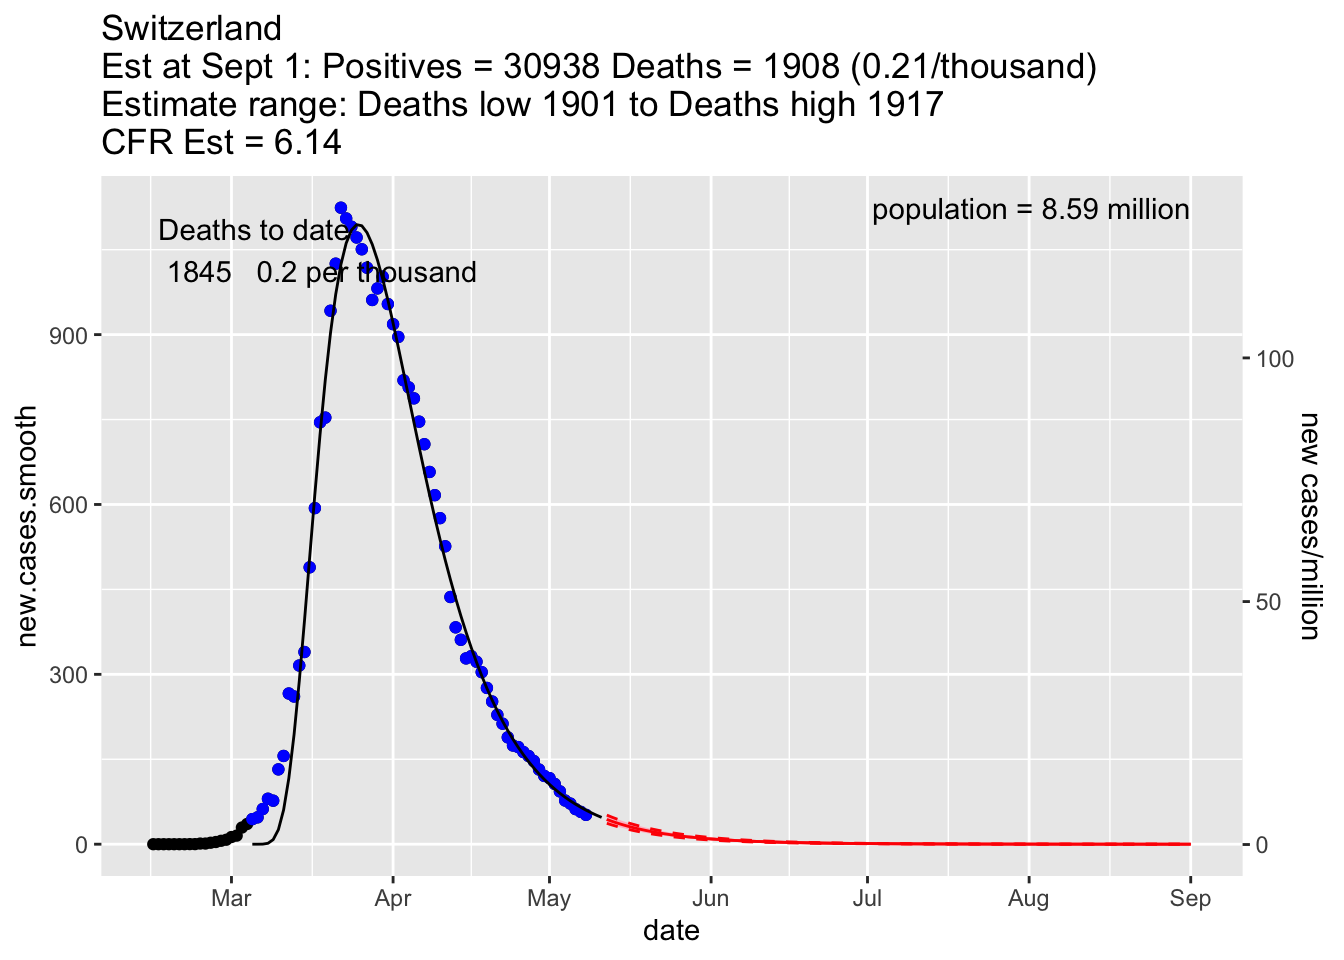 Switzerland
Est at Sept 1: Positives = 30938 Deaths = 1908 (0.21/thousand)
Estimate range: Deaths low 1901 to Deaths high 1917
CFR Est = 6.14
population = 8.59 million
Deaths to date
1845 0.2 per thousand
900
600
300
0
new.cases.smooth
100
50
0
new cases/million
Mar Apr May Jun Jul Aug Sep
date